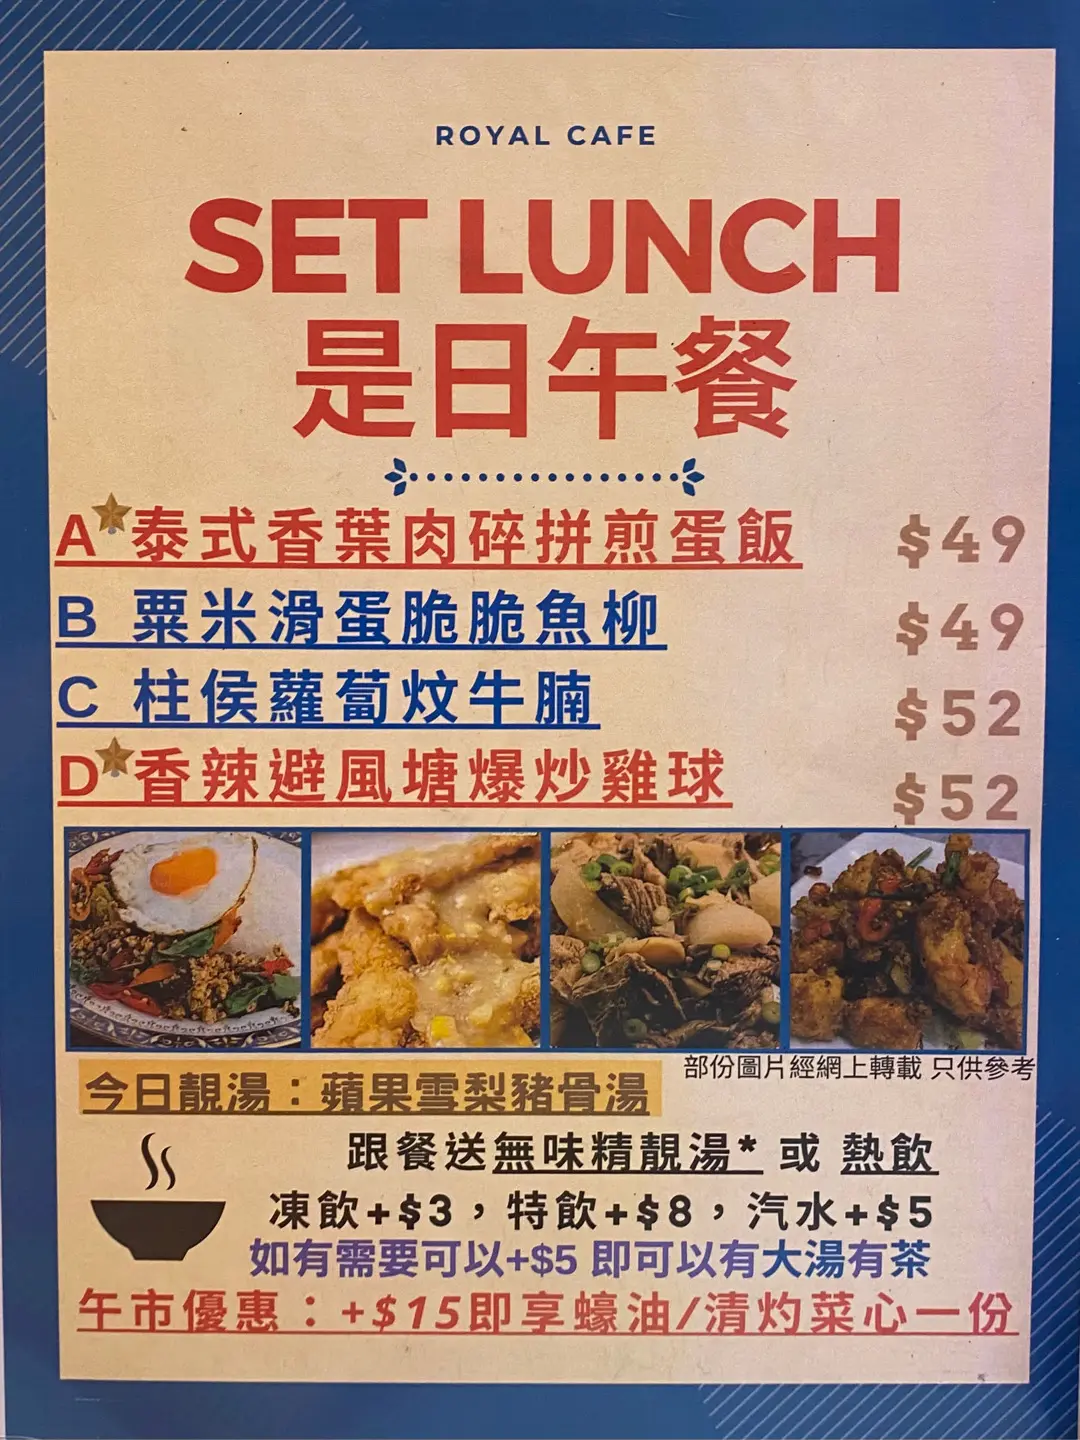 ROYAL CAFE
SET LUNCH
是日午餐
A 泰式香葉肉碎拼煎蛋飯 $49
B 粟米滑蛋脆脆魚柳 $49
C 柱侯蘿蔔炆牛腩 $52
D 香辣避風塘爆炒雞球 $52
部份圖片經網上轉載 只供參考
今日靚湯：蘋果雪梨豬骨湯
跟餐送無味精靚湯* 或 熱飲
凍飲+$3，特飲+$8，汽水+$5
如有需要可以+$5 即可以有大湯有茶
午市優惠：+$15即享蠔油/清灼菜心一份